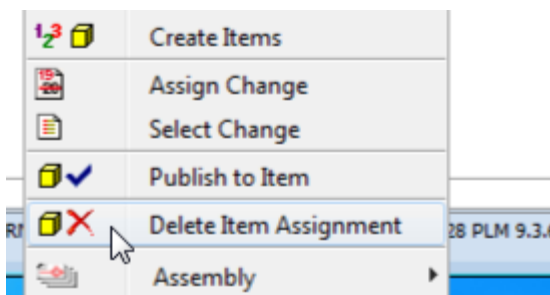 Create Items
Assign Change
Select Change
Publish to Item
Delete Item Assignment
28 PLM 9.3.
Assembly